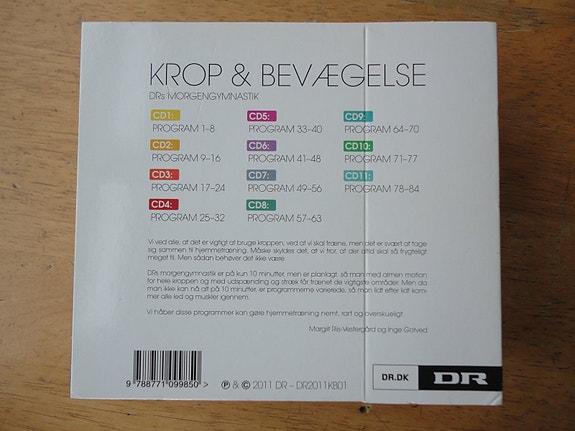 KROP & BEVÆGELSE
DRs MORGENGYMNASTIK
CD1:
PROGRAM 1-8
CD2:
PROGRAM 9-16
CD3:
PROGRAM 17-24
CD4:
PROGRAM 25-32
CD5:
PROGRAM 33-40
CD6:
PROGRAM 41-48
CD7:
PROGRAM 49-56
CD8:
PROGRAM 57-63
CD9:
PROGRAM 64-70
CD10:
PROGRAM 71-77
CD11:
PROGRAM 78-84
Vi ved alle, at det er vigtigt at bruge kroppen, ved at vi skal træne, men det er svært at tage
sig sammen til hjemmetræning. Måske skyldes det, at vi tror, at der altid skal så frygteligt
meget til. Men sådan behøver det ikke være.
DRs morgengymnastik er på kun 10 minutter, men er planlagt, så man med almen motion
for hele kroppen og med udspænding og stræk får trænet de vigtigste områder. Men da
man ikke kan nå alt på 10 minutter, er programmerne varierede, så man lidt efter lidt kom-
mer alle led og muskler igennem.
Vi håber disse programmer kan gøre hjemmetræning nemt, rart og overskueligt.
Margit Riis-Vestergård og Inge Gotved
9 788771 099850 >
℗ & © 2011 DR – DR2011KB01
DR.DK
DR